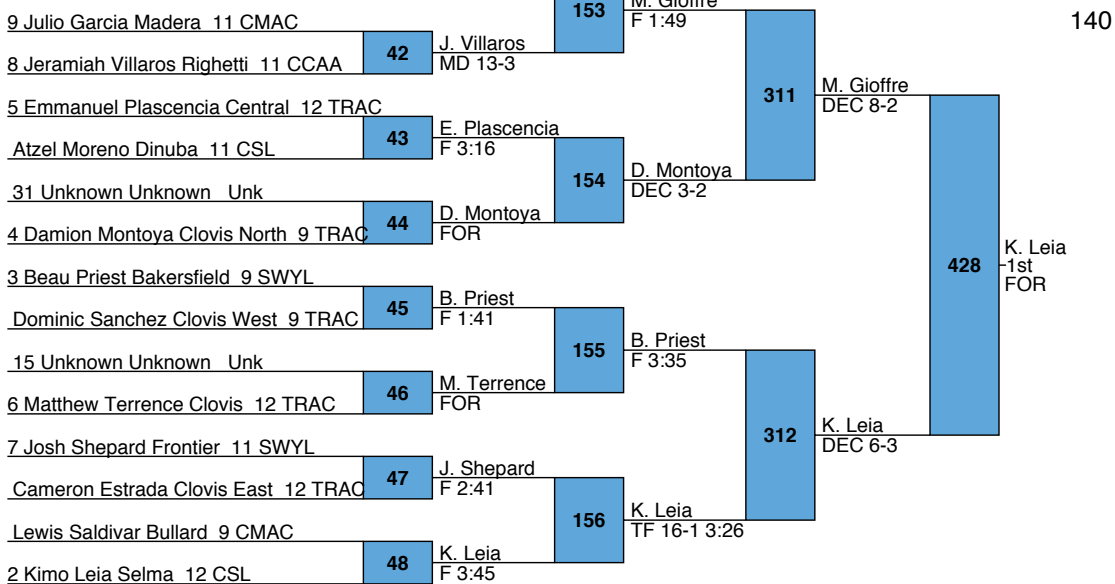 M. Gioffre
153
F 1:49
140
9 Julio Garcia Madera 11 CMAC
42
J. Villaros
MD 13-3
8 Jeramiah Villaros Righetti 11 CCAA
311
M. Gioffre
DEC 8-2
5 Emmanuel Plascencia Central 12 TRAC
43
E. Plascencia
F 3:16
Atzel Moreno Dinuba 11 CSL
154
D. Montoya
DEC 3-2
31 Unknown Unknown Unk
44
D. Montoya
FOR
4 Damion Montoya Clovis North 9 TRAC
428
K. Leia
1st
FOR
3 Beau Priest Bakersfield 9 SWYL
45
B. Priest
F 1:41
Dominic Sanchez Clovis West 9 TRAC
155
B. Priest
F 3:35
15 Unknown Unknown Unk
46
M. Terrence
FOR
6 Matthew Terrence Clovis 12 TRAC
312
K. Leia
DEC 6-3
7 Josh Shepard Frontier 11 SWYL
47
J. Shepard
F 2:41
Cameron Estrada Clovis East 12 TRAC
156
K. Leia
TF 16-1 3:26
Lewis Saldivar Bullard 9 CMAC
48
K. Leia
F 3:45
2 Kimo Leia Selma 12 CSL